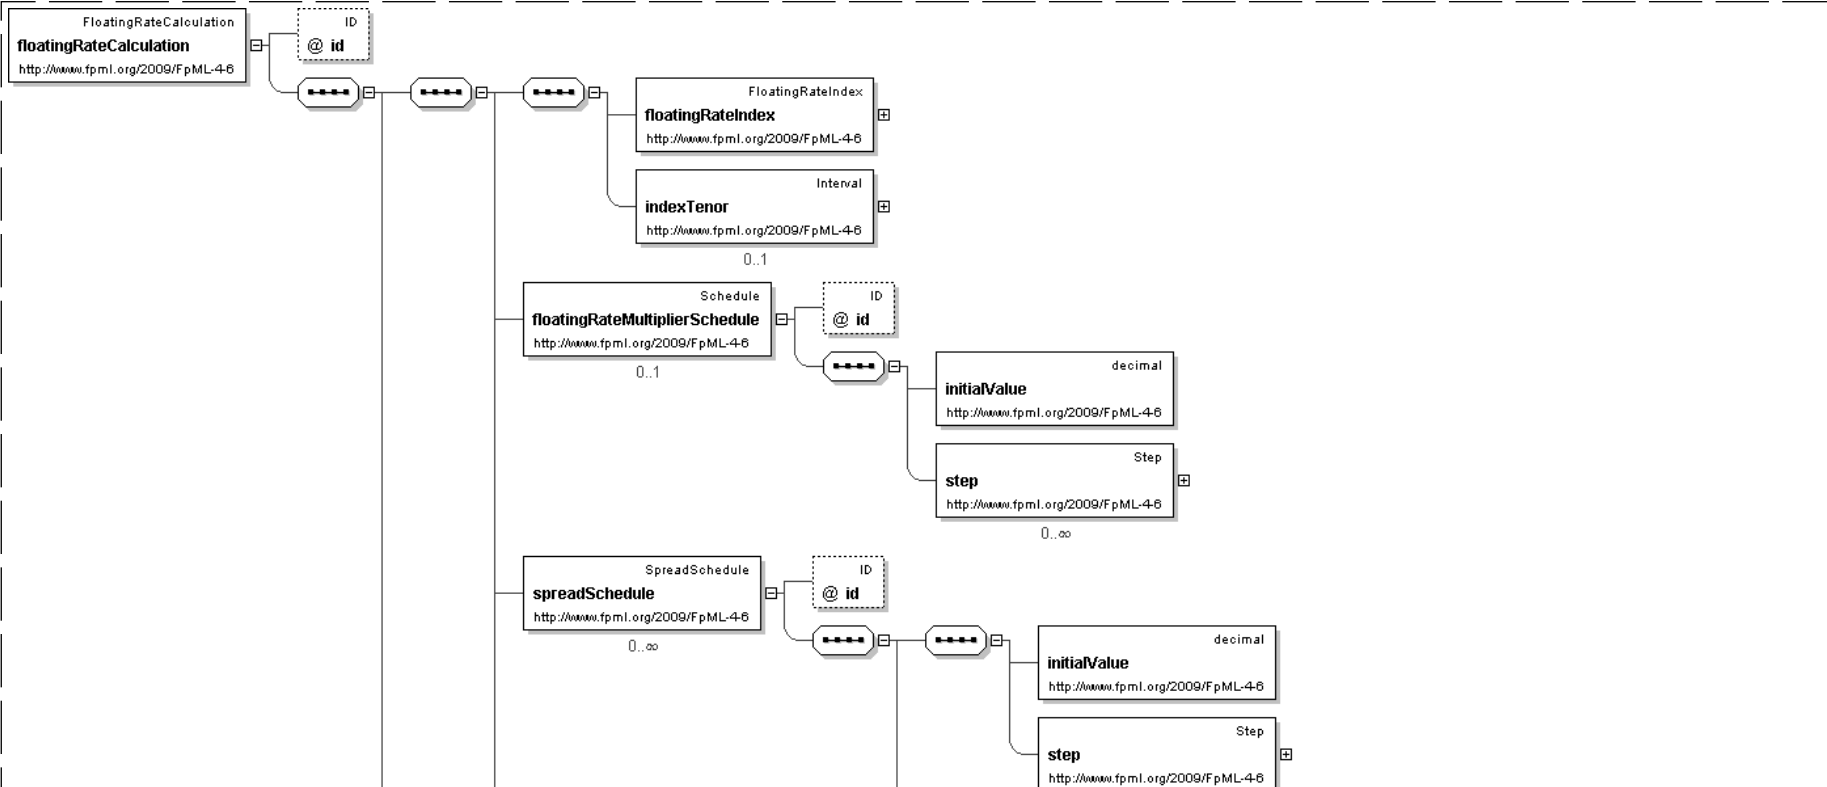 FloatingRateCalculation
floatingRateCalculation
http://www.fpml.org/2009/FpML-4-6
ID
@ id
FloatingRateIndex
floatingRateIndex
http://www.fpml.org/2009/FpML-4-6
Interval
indexTenor
http://www.fpml.org/2009/FpML-4-6
0..1
Schedule
floatingRateMultiplierSchedule
http://www.fpml.org/2009/FpML-4-6
0..1
ID
@ id
decimal
initialValue
http://www.fpml.org/2009/FpML-4-6
Step
step
http://www.fpml.org/2009/FpML-4-6
0..∞
SpreadSchedule
spreadSchedule
http://www.fpml.org/2009/FpML-4-6
0..∞
ID
@ id
decimal
initialValue
http://www.fpml.org/2009/FpML-4-6
Step
step
http://www.fpml.org/2009/FpML-4-6